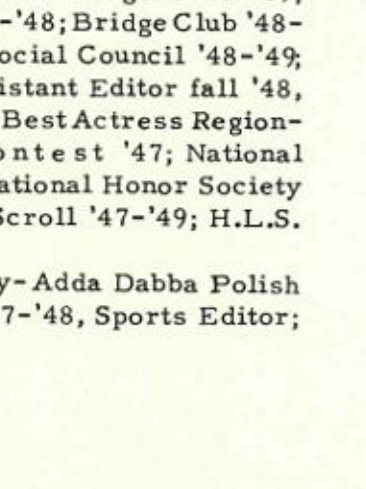 -'48; Bridge Club '48-
ocial Council '48-'49;
istant Editor fall '48,
Best Actress Region-
ontest '47; National
ational Honor Society
Scroll '47-'49; H.L.S.
y- Adda Dabba Polish
7-'48, Sports Editor;